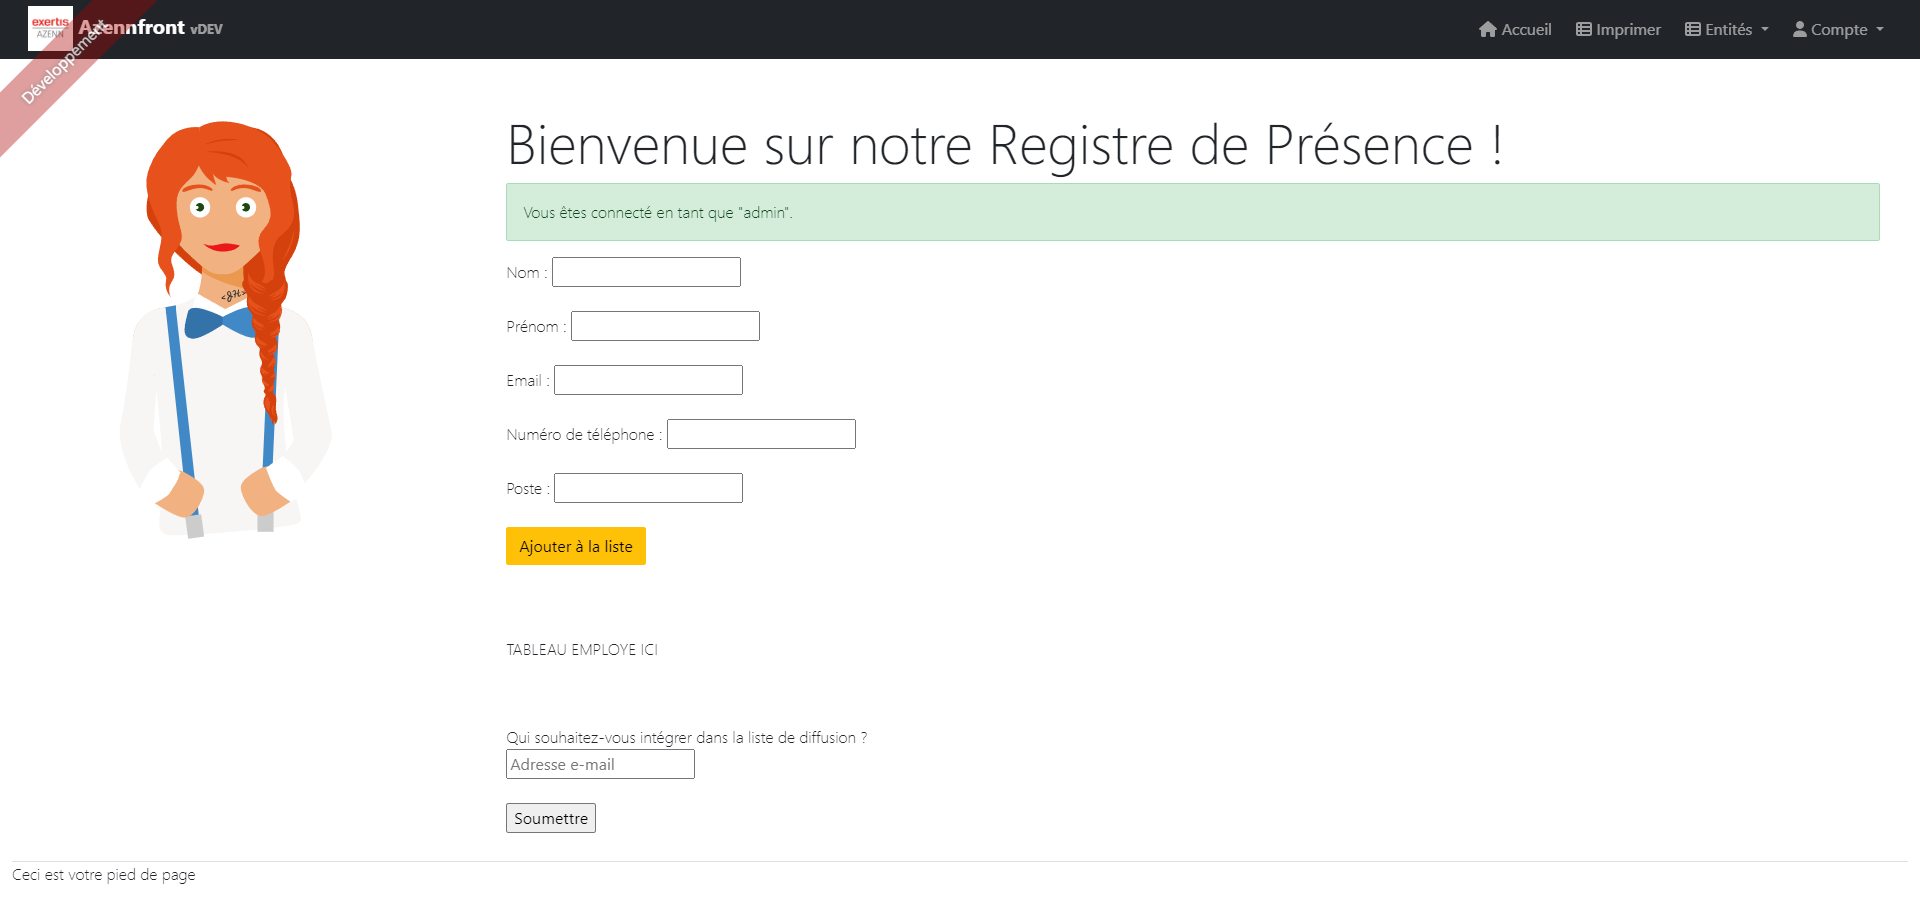 exertis
AZENN
Azennfront vDEV
Accueil
Imprimer
Entités
Compte
Développement
Bienvenue sur notre Registre de Présence !
Vous êtes connecté en tant que "admin".
Nom :
Prénom :
Email :
Numéro de téléphone :
Poste :
Ajouter à la liste
TABLEAU EMPLOYE ICI
Qui souhaitez-vous intégrer dans la liste de diffusion ?
Adresse e-mail
Soumettre
Ceci est votre pied de page